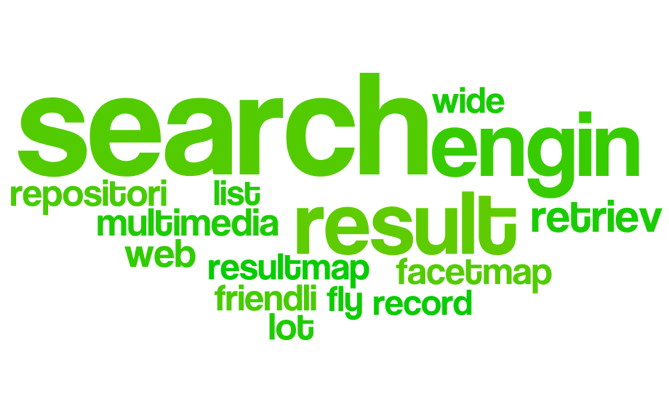 search
wide
engin
repositori
list
multimedia
result
retriev
web
resultmap
facetmap
friendli
fly
record
lot